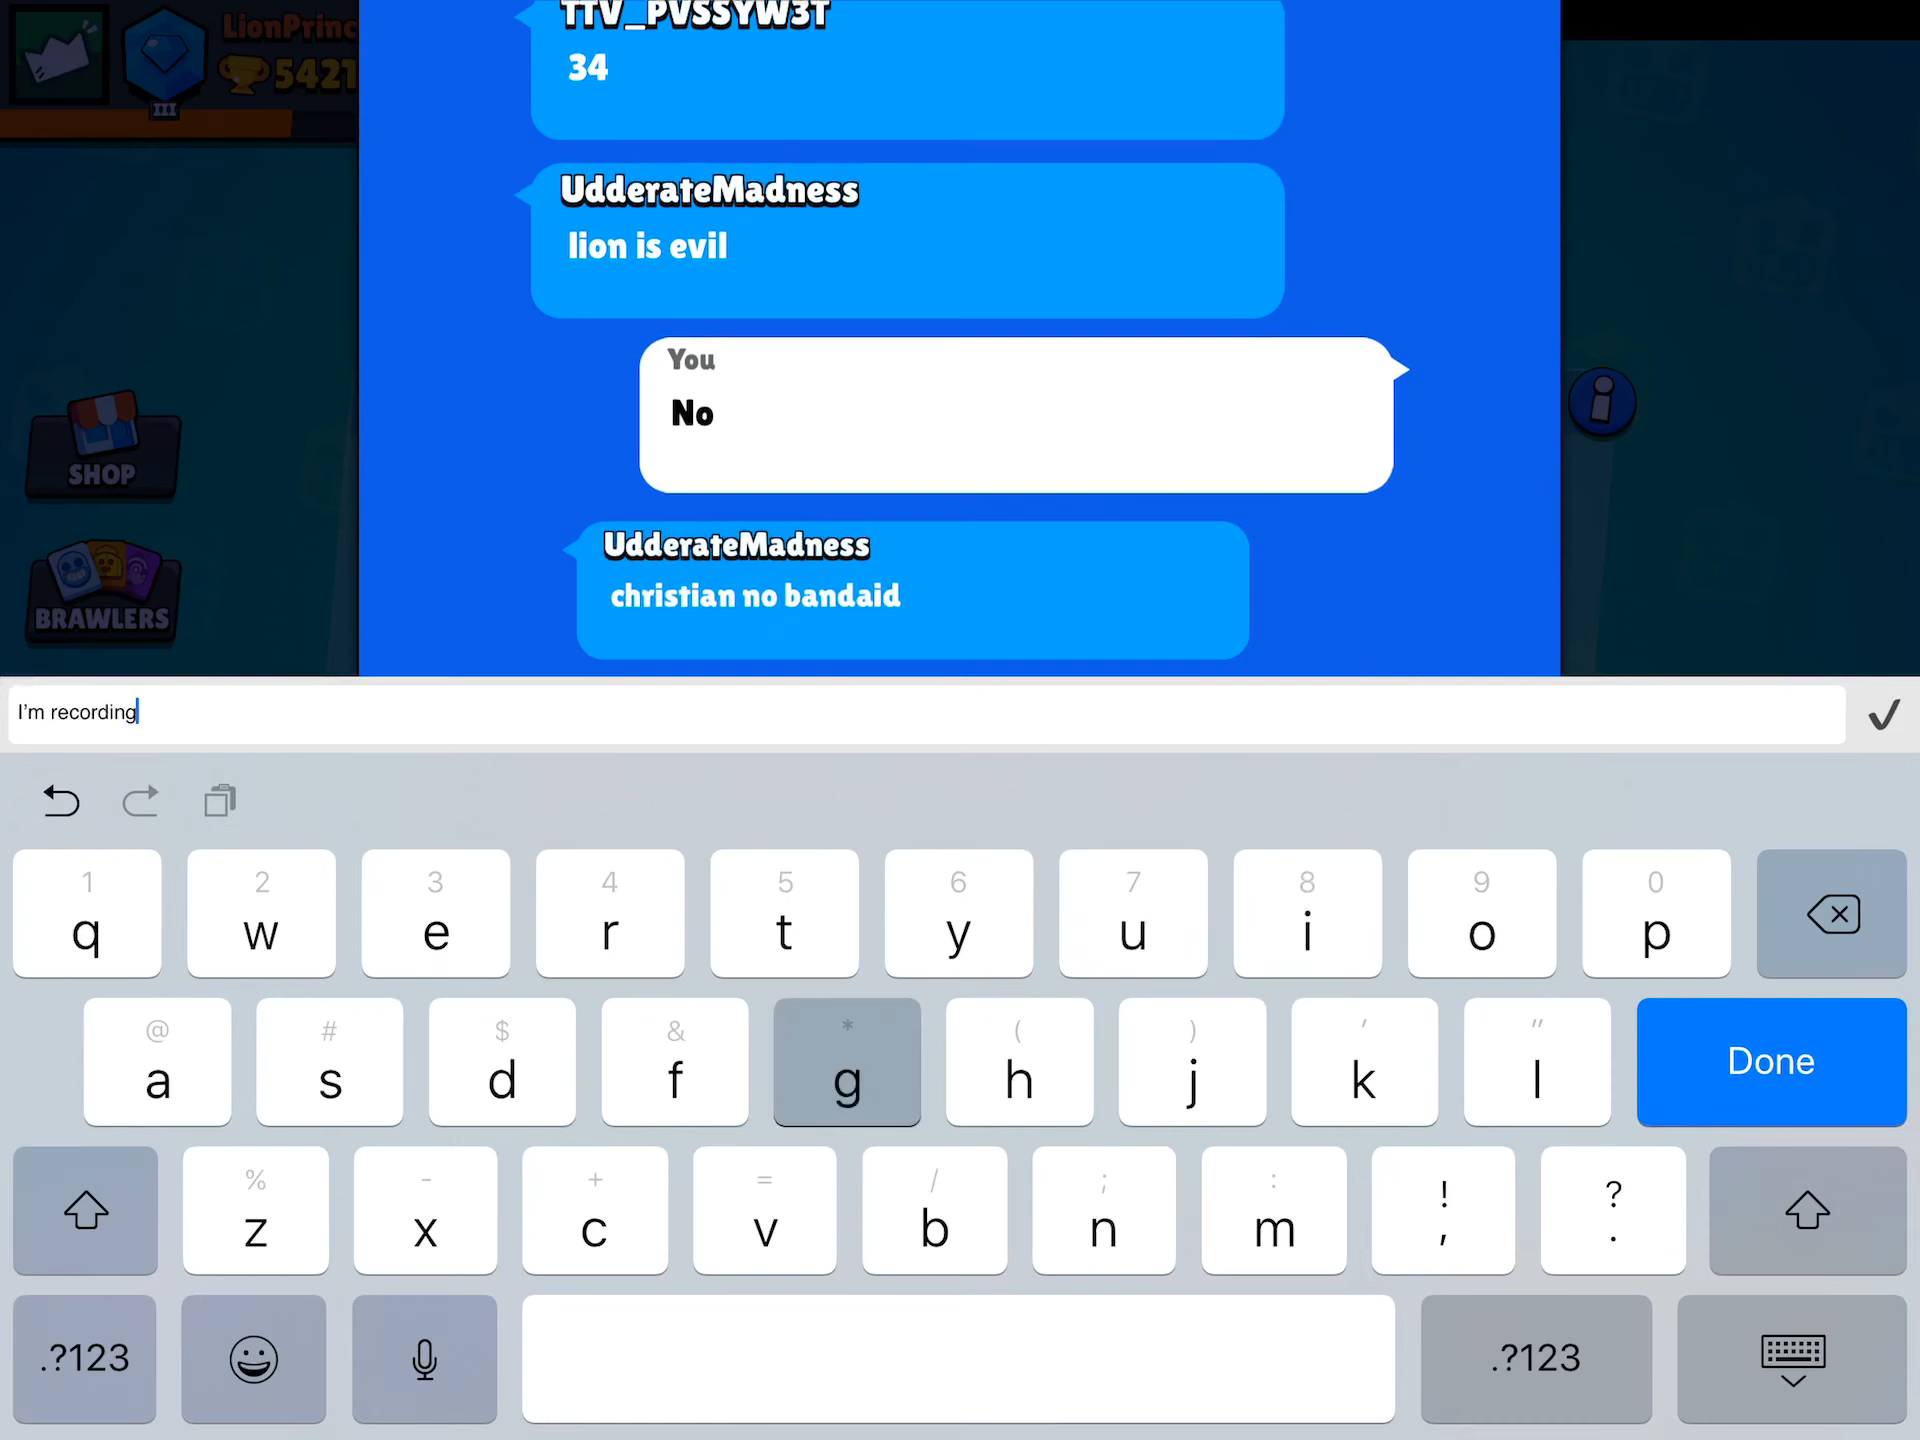 LionPrinc
5421
III
TTV_PVSSYW3T
34
UdderateMadness
lion is evil
You
No
UdderateMadness
christian no bandaid
SHOP
BRAWLERS
I'm recording
1 2 3 4 5 6 7 8 9 0
q w e r t y u i o p
@ # $ & * ( ) ' "
a s d f g h j k l Done
% - + = / ; : ! ?
z x c v b n m , .
.?123 .?123